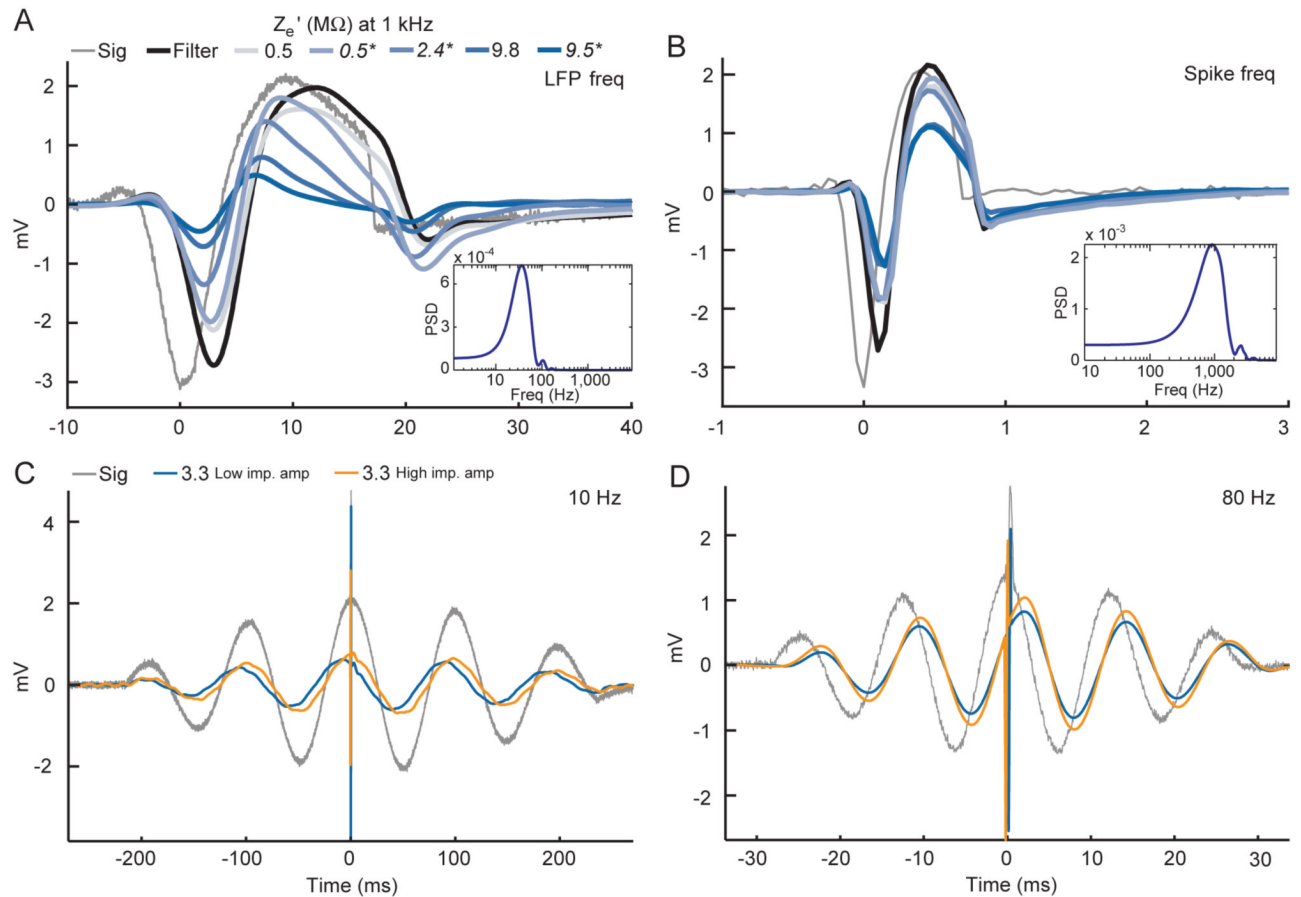 A
Z_e' (MΩ) at 1 kHz
Sig Filter 0.5 0.5* 2.4* 9.8 9.5*
LFP freq
mV
2
1
0
-1
-2
-3
-10 0 10 20 30 40
x 10⁻⁴
PSD
6
3
0
10 100 1,000
Freq (Hz)
B
Spike freq
mV
2
1
0
-1
-2
-3
-1 0 1 2 3
x 10⁻³
PSD
2
1
0
10 100 1,000
Freq (Hz)
C
Sig 3.3 Low imp. amp 3.3 High imp. amp
10 Hz
mV
4
2
0
-2
-200 -100 0 100 200
Time (ms)
D
80 Hz
mV
2
1
0
-1
-2
-30 -20 -10 0 10 20 30
Time (ms)